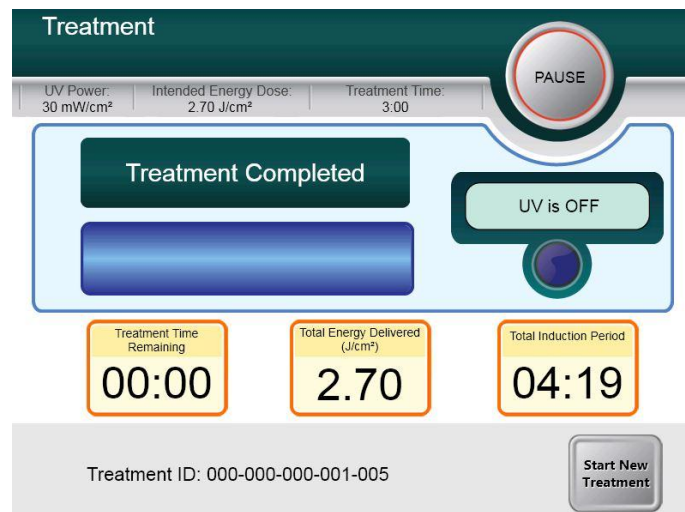 Treatment
PAUSE
UV Power:
30 mW/cm²
Intended Energy Dose:
2.70 J/cm²
Treatment Time:
3:00
Treatment Completed
UV is OFF
Treatment Time
Remaining
00:00
Total Energy Delivered
(J/cm²)
2.70
Total Induction Period
04:19
Treatment ID: 000-000-000-001-005
Start New
Treatment